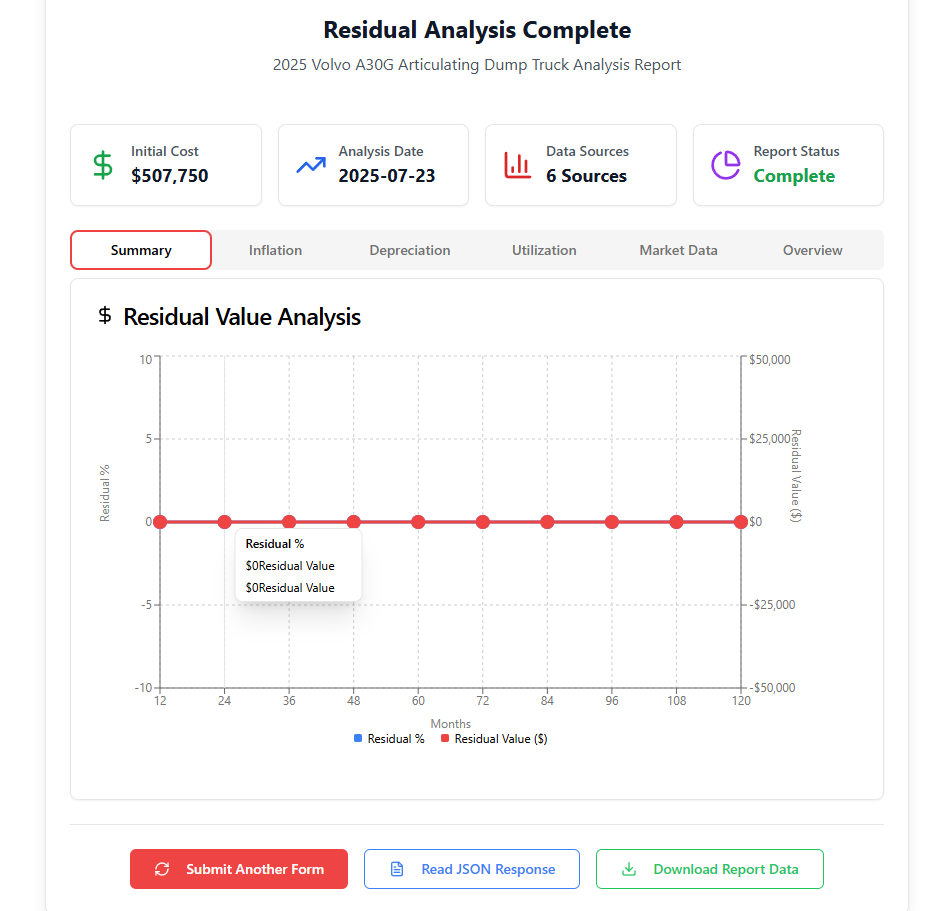 Residual Analysis Complete
2025 Volvo A30G Articulating Dump Truck Analysis Report
Initial Cost
$507,750
Analysis Date
2025-07-23
Data Sources
6 Sources
Report Status
Complete
Summary
Inflation
Depreciation
Utilization
Market Data
Overview
$ Residual Value Analysis
10
5
0
-5
-10
Residual %
$50,000
$25,000
$0
-$25,000
-$50,000
Residual Value ($)
Residual %
$0Residual Value
$0Residual Value
12 24 36 48 60 72 84 96 108 120
Months
Residual % Residual Value ($)
Submit Another Form
Read JSON Response
Download Report Data